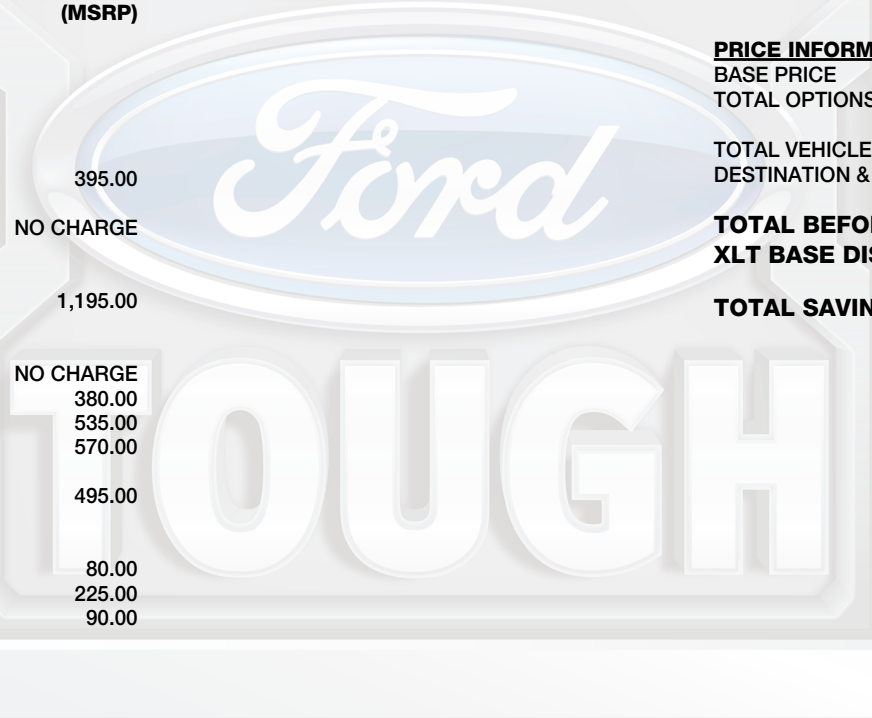 (MSRP)
395.00
NO CHARGE
1,195.00
NO CHARGE
380.00
535.00
570.00
495.00
80.00
225.00
90.00
PRICE INFORM
BASE PRICE
TOTAL OPTIONS
TOTAL VEHICLE
DESTINATION &
TOTAL BEFO
XLT BASE DIS
TOTAL SAVIN
Ford
TOUGH